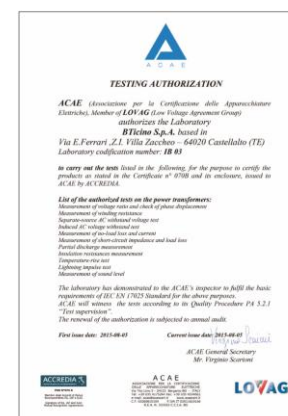 A C A E
TESTING AUTHORIZATION
ACAE (Associazione per la Certificazione delle Apparecchiature
Elettriche), Member of LOVAG (Low Voltage Agreement Group)
authorizes the Laboratory
BTicino S.p.A. based in
Via E.Ferrari ,Z.I. Villa Zaccheo – 64020 Castellalto (TE)
Laboratory codification number: IB 03
to carry out the tests listed in the following, for the purpose to certify the
products as stated in the Certificate n° 070B and its enclosure, issued to
ACAE by ACCREDIA.
List of the authorized tests on the power transformers:
Measurement of voltage ratio and check of phase displacement
Measurement of winding resistance
Separate-source AC withstand voltage test
Induced AC voltage withstand test
Measurement of no-load loss and current
Measurement of short-circuit impedance and load loss
Partial discharge measurement
Insulation resistances measurement
Temperature-rise test
Lightning impulse test
Measurement of sound level
The laboratory has demonstrated to the ACAE's inspector to fulfil the basic
requirements of IEC EN 17025 Standard for the above purposes.
ACAE will witness the tests according to its Quality Procedure PA 5.2.1
"Test supervision".
The renewal of the authorization is subjected to annual audit.
First issue date: 2015-08-05
Current issue date: 2015-08-05
ACAE General Secretary
Mr. Virginio Scarioni
ACCREDIA
A C A E
LOVAG